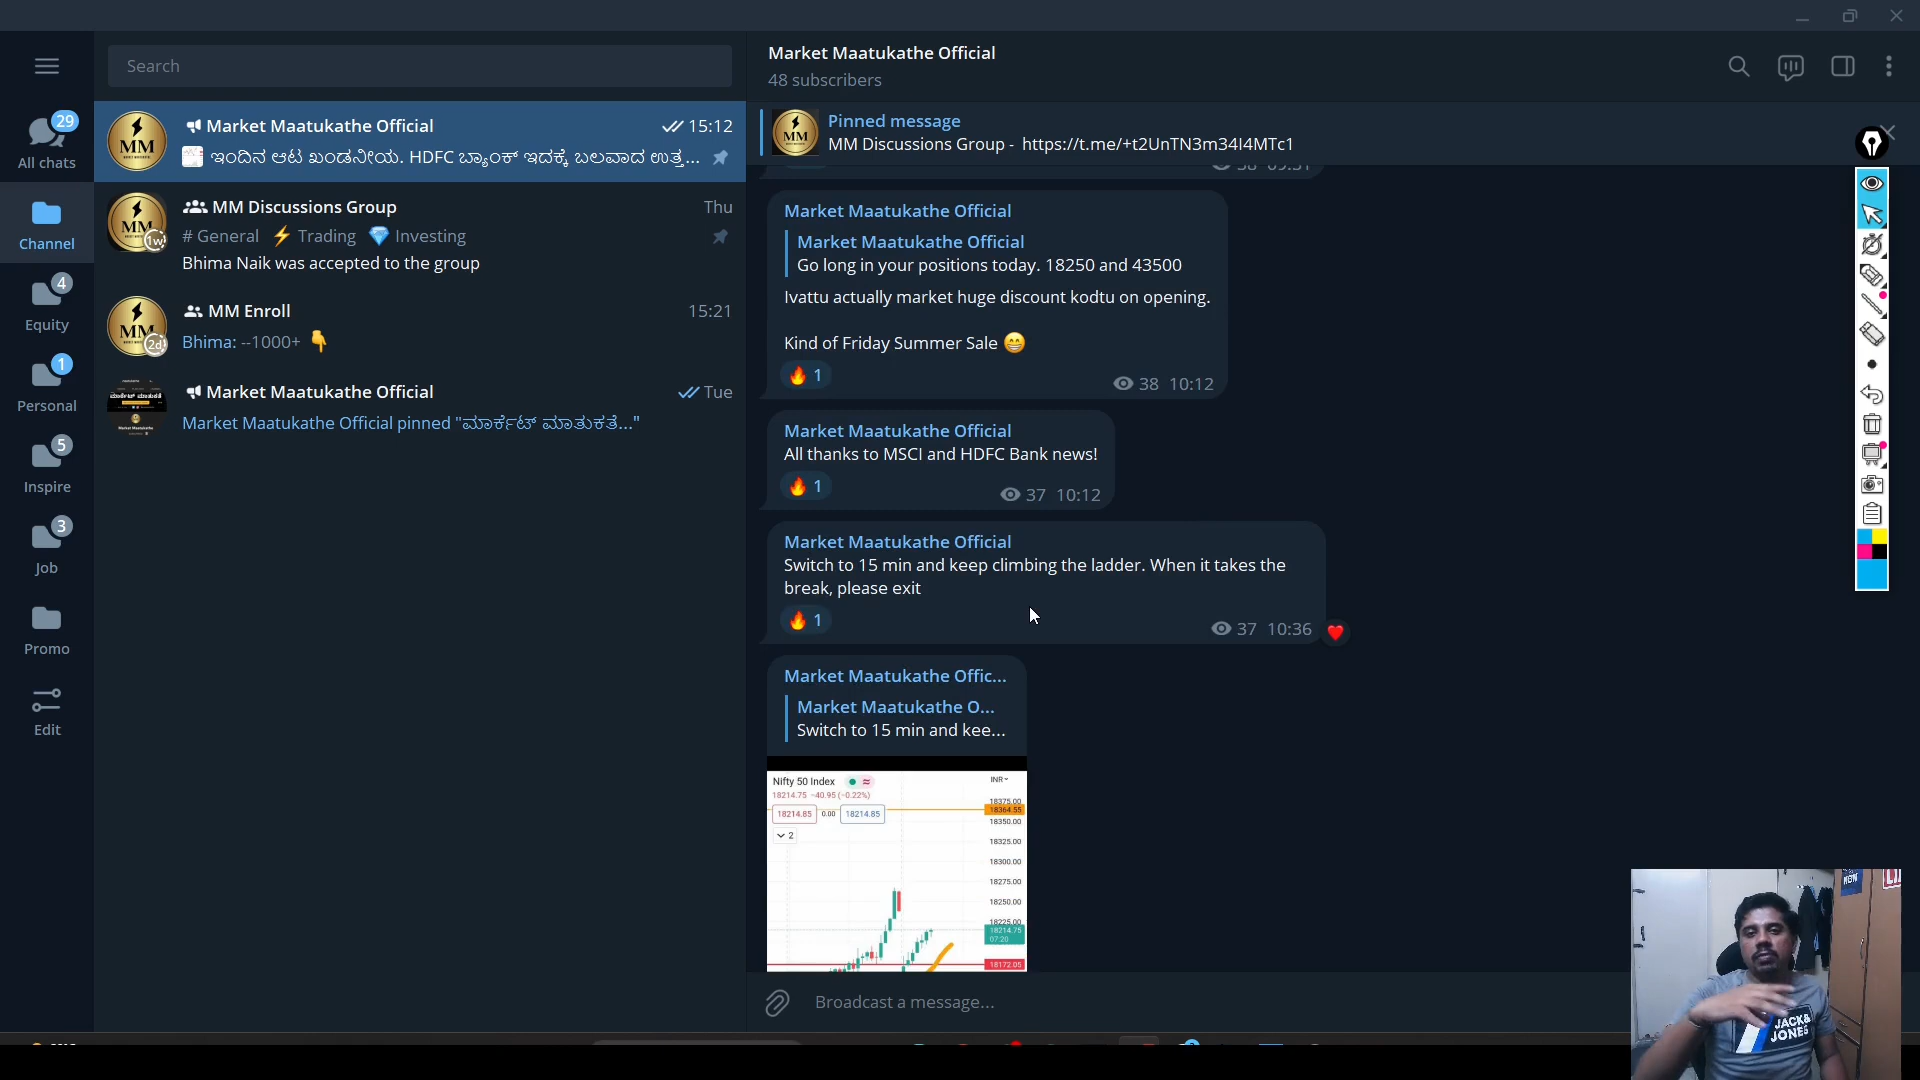 Search
Market Maatukathe Official
48 subscribers
Pinned message
MM Discussions Group - https://t.me/+t2UnTN3m34I4MTc1
29
All chats
Channel
4
Equity
1
Personal
5
Inspire
3
Job
Promo
Edit
Market Maatukathe Official 15:12
ಇಂದಿನ ಆಟ ಖಂಡನೀಯ. HDFC ಬ್ಯಾಂಕ್ ಇದಕ್ಕೆ ಬಲವಾದ ಉತ್ತ...
MM Discussions Group Thu
# General ⚡ Trading 💎 Investing
Bhima Naik was accepted to the group
MM 1w
MM Enroll 15:21
Bhima: --1000+ 👇
MM 2d
Market Maatukathe Official Tue
Market Maatukathe Official pinned "ಮಾರ್ಕೆಟ್ ಮಾತುಕತೆ..."
Market Maatukathe Official
Market Maatukathe Official
Go long in your positions today. 18250 and 43500
Ivattu actually market huge discount kodtu on opening.
Kind of Friday Summer Sale 😁
🔥 1 38 10:12
Market Maatukathe Official
All thanks to MSCI and HDFC Bank news!
🔥 1 37 10:12
Market Maatukathe Official
Switch to 15 min and keep climbing the ladder. When it takes the
break, please exit
🔥 1 37 10:36 ❤️
Market Maatukathe Offic...
Market Maatukathe O...
Switch to 15 min and kee...
Nifty 50 Index INR
18214.75 −40.95 (−0.22%)
18214.85 0.00 18214.85
2
18375.00
18364.55
18350.00
18325.00
18300.00
18275.00
18250.00
18225.00
18214.75
07:20
18172.05
Broadcast a message...
JACK&
JONES